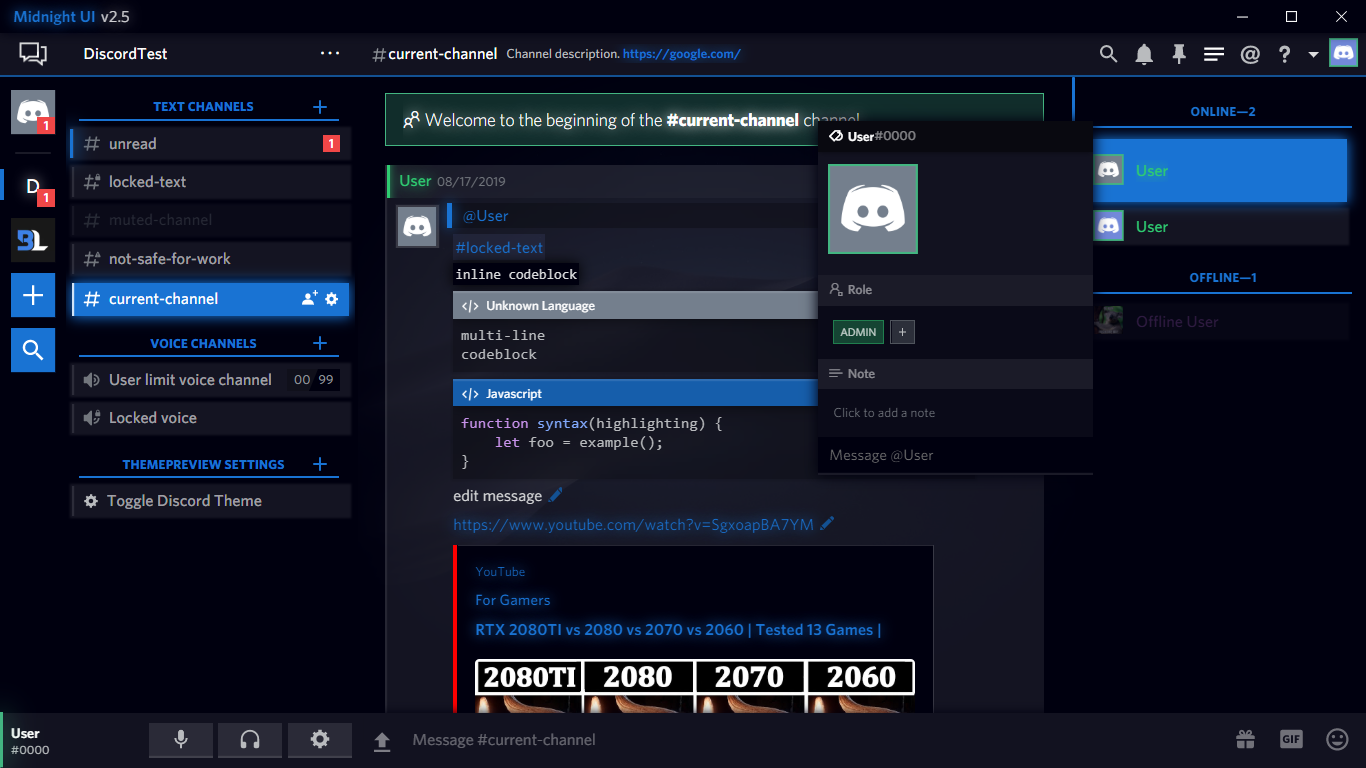 Midnight UI v2.5
DiscordTest
#current-channel Channel description. https://google.com/
1
D
1
BL
TEXT CHANNELS
unread 1
locked-text
muted-channel
not-safe-for-work
current-channel
VOICE CHANNELS
User limit voice channel 00 99
Locked voice
THEMEPREVIEW SETTINGS
Toggle Discord Theme
Welcome to the beginning of the #current-channel channel!
User 08/17/2019
@User
#locked-text
inline codeblock
</> Unknown Language
multi-line
codeblock
</> Javascript
function syntax(highlighting) {
let foo = example();
}
edit message
https://www.youtube.com/watch?v=SgxoapBA7YM
YouTube
For Gamers
RTX 2080TI vs 2080 vs 2070 vs 2060 | Tested 13 Games |
2080TI 2080 2070 2060
User#0000
Role
ADMIN +
Note
Click to add a note
Message @User
ONLINE—2
User
User
OFFLINE—1
Offline User
User
#0000
Message #current-channel
GIF